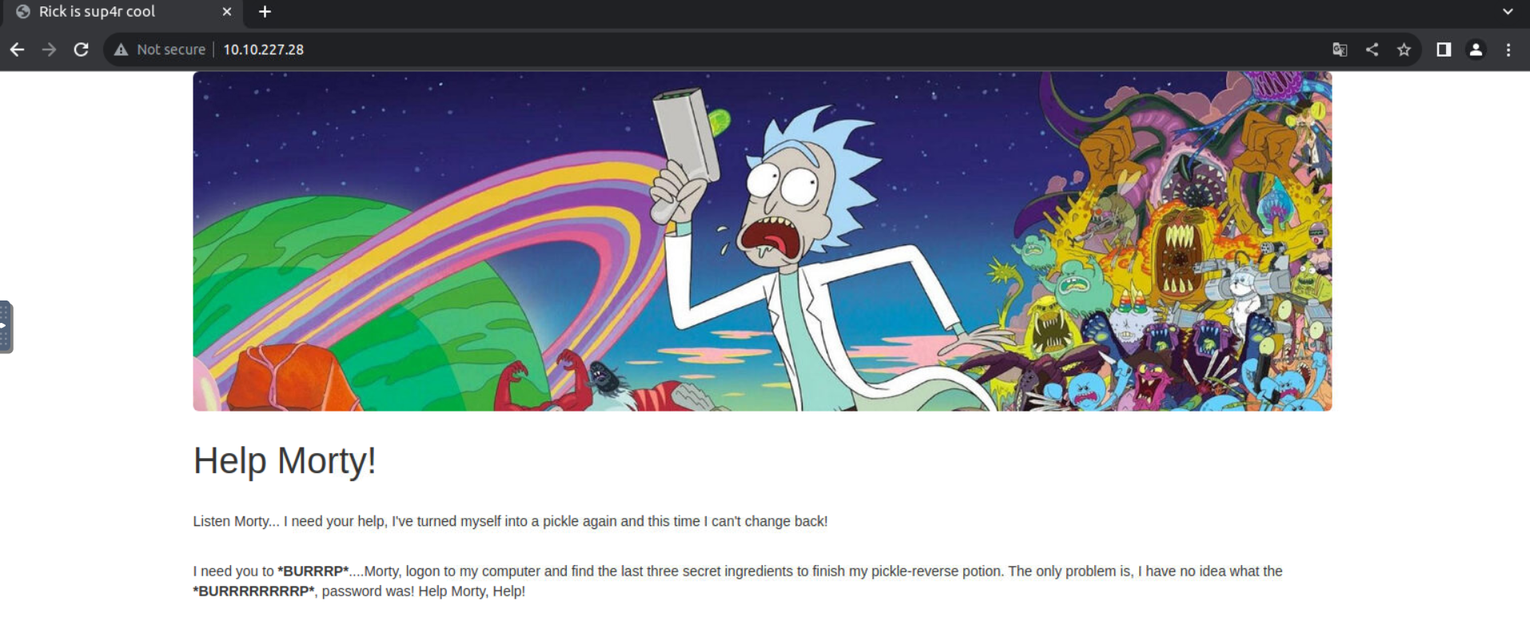 Rick is sup4r cool
Not secure 10.10.227.28
Help Morty!
Listen Morty... I need your help, I've turned myself into a pickle again and this time I can't change back!
I need you to *BURRRP*....Morty, logon to my computer and find the last three secret ingredients to finish my pickle-reverse potion. The only problem is, I have no idea what the
*BURRRRRRRRP*, password was! Help Morty, Help!